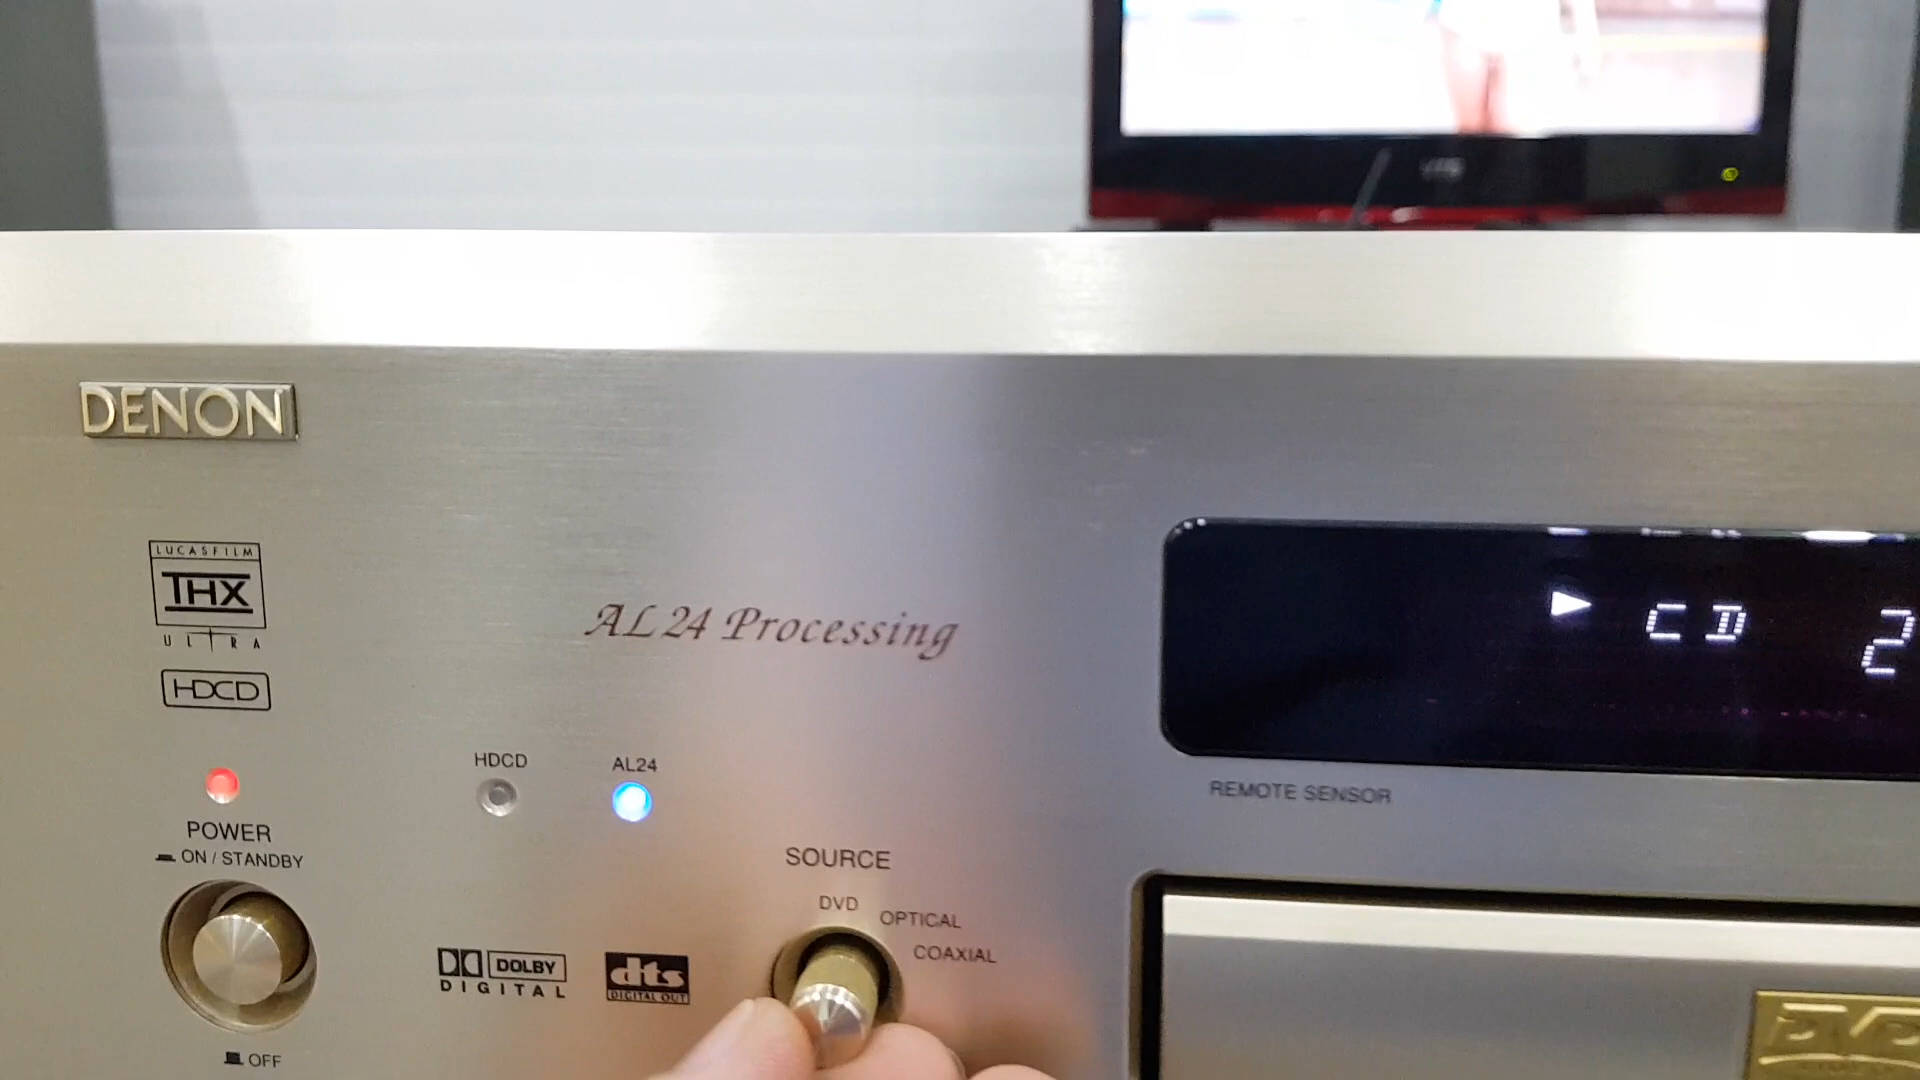 DENON
LUCASFILM
THX
ULTRA
HDCD
AL24 Processing
CD 2
HDCD
AL24
REMOTE SENSOR
POWER
ON / STANDBY
SOURCE
DVD
OPTICAL
COAXIAL
DOLBY
DIGITAL
dts
DIGITAL OUT
OFF